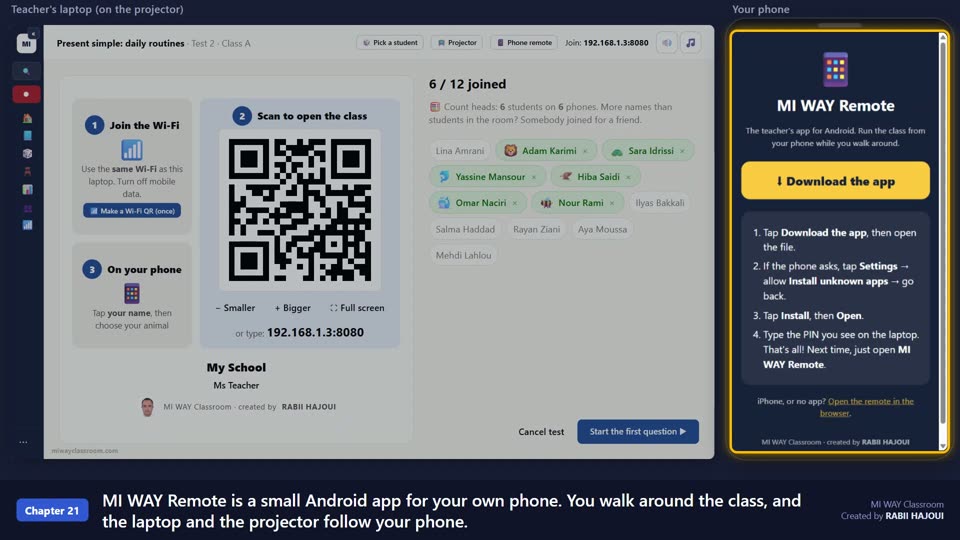 Teacher's laptop (on the projector)
Your phone
MI
Present simple: daily routines · Test 2 · Class A
Pick a student
Projector
Phone remote
Join: 192.168.1.3:8080
1 Join the Wi-Fi
Use the same Wi-Fi as this
laptop. Turn off mobile
data.
Make a Wi-Fi QR (once)
3 On your phone
Tap your name, then
choose your animal
2 Scan to open the class
− Smaller
+ Bigger
Full screen
or type: 192.168.1.3:8080
My School
Ms Teacher
MI WAY Classroom · created by RABII HAJOUI
miwayclassroom.com
6 / 12 joined
Count heads: 6 students on 6 phones. More names than
students in the room? Somebody joined for a friend.
Lina Amrani
Adam Karimi ×
Sara Idrissi ×
Yassine Mansour ×
Hiba Saidi ×
Omar Naciri ×
Nour Rami ×
Ilyas Bakkali
Salma Haddad
Rayan Ziani
Aya Moussa
Mehdi Lahlou
Cancel test
Start the first question ▶
MI WAY Remote
The teacher's app for Android. Run the class from
your phone while you walk around.
⬇ Download the app
1. Tap Download the app, then open
the file.
2. If the phone asks, tap Settings →
allow Install unknown apps → go
back.
3. Tap Install, then Open.
4. Type the PIN you see on the laptop.
That's all! Next time, just open MI
WAY Remote.
iPhone, or no app? Open the remote in the
browser.
MI WAY Classroom · created by RABII HAJOUI
Chapter 21
MI WAY Remote is a small Android app for your own phone. You walk around the class, and
the laptop and the projector follow your phone.
MI WAY Classroom
Created by RABII HAJOUI